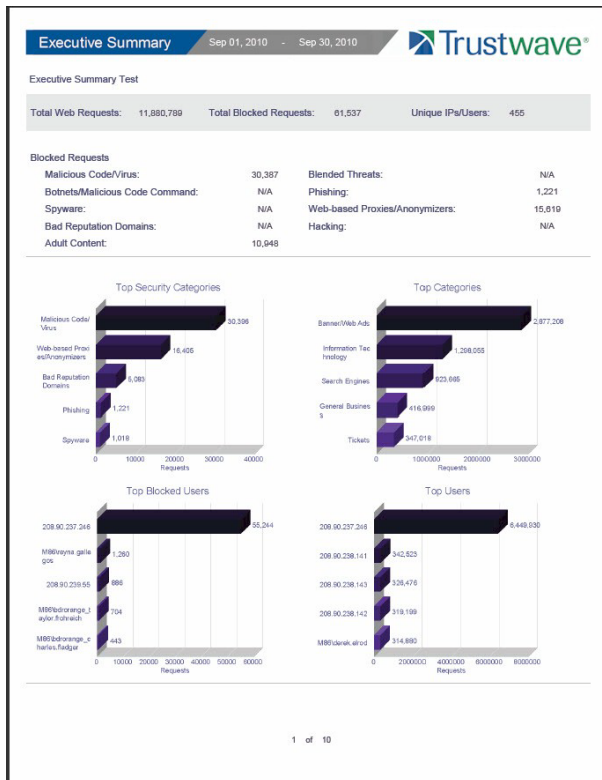 Executive Summary
Sep 01, 2010 - Sep 30, 2010
Trustwave®
Executive Summary Test
Total Web Requests: 11,880,789 Total Blocked Requests: 61,537 Unique IPs/Users: 455
Blocked Requests
Malicious Code/Virus: 30,387 Blended Threats: N/A
Botnets/Malicious Code Command: N/A Phishing: 1,221
Spyware: N/A Web-based Proxies/Anonymizers: 15,619
Bad Reputation Domains: N/A Hacking: N/A
Adult Content: 10,948
Top Security Categories
Malicious Code/
Virus
30,396
Web-based Proxi
es/Anonymizers
16,405
Bad Reputation
Domains
5,083
Phishing
1,221
Spyware
1,018
0 10000 20000 30000 40000
Requests
Top Categories
Banner/Web Ads
2,877,208
Information Tec
hnology
1,298,055
Search Engines
923,665
General Busines
s
416,999
Tickets
347,018
0 1000000 2000000 3000000
Requests
Top Blocked Users
208.90.237.246
55,244
M86\reyna.galle
gos
1,260
208.90.239.55
886
M86\bdrorange_t
aylor.frohreich
704
M86\bdrorange_c
harles.fladger
443
0 10000 20000 30000 40000 50000 60000
Requests
Top Users
208.90.237.246
6,449,930
208.90.238.141
342,523
208.90.238.143
326,476
208.90.238.142
319,199
M86\derek.elrod
314,880
0 2000000 4000000 6000000 8000000
Requests
1 of 10